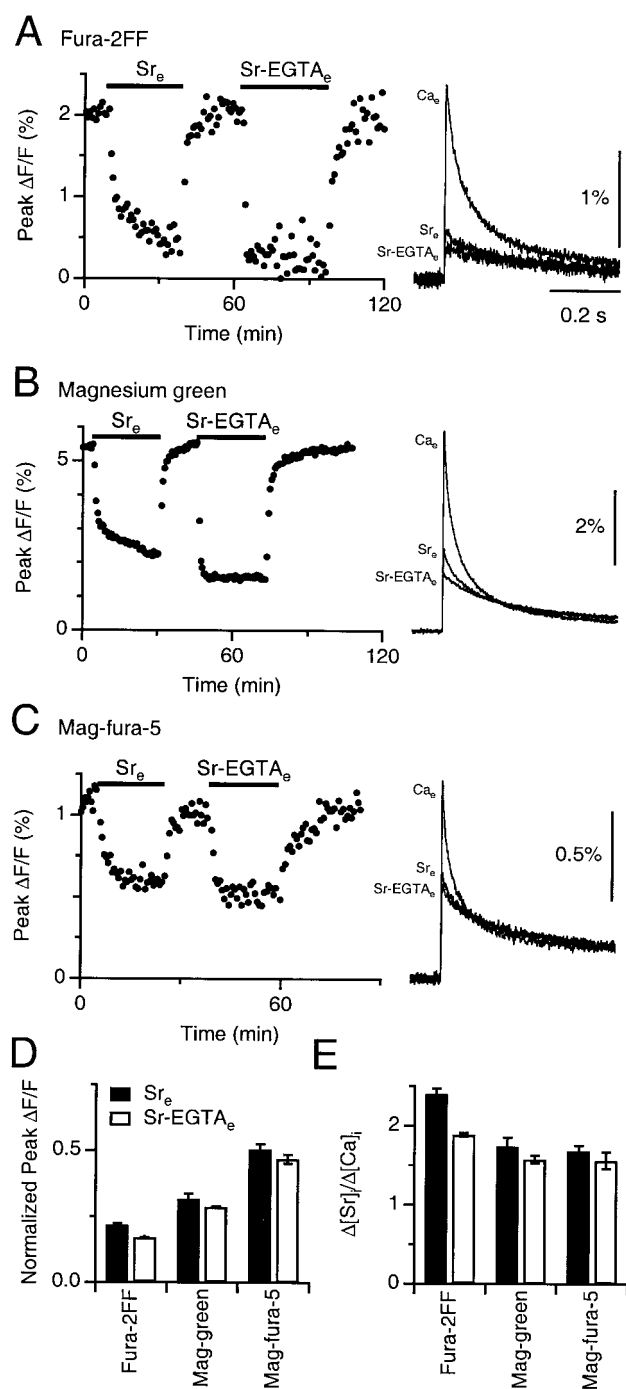 A Fura-2FF
Sre Sr-EGTAe
Peak ΔF/F (%)
2
1
0
0 60 120
Time (min)
Cae
Sre
Sr-EGTAe
1%
0.2 s
B Magnesium green
Sre Sr-EGTAe
Peak ΔF/F (%)
5
0
0 60 120
Time (min)
Cae
Sre
Sr-EGTAe
2%
C Mag-fura-5
Sre Sr-EGTAe
Peak ΔF/F (%)
1
0
0 60
Time (min)
Cae
Sre
Sr-EGTAe
0.5%
D
Sre
Sr-EGTAe
Normalized Peak ΔF/F
0.5
0.0
Fura-2FF
Mag-green
Mag-fura-5
E
Δ[Sr]i/Δ[Ca]i
2
1
0
Fura-2FF
Mag-green
Mag-fura-5